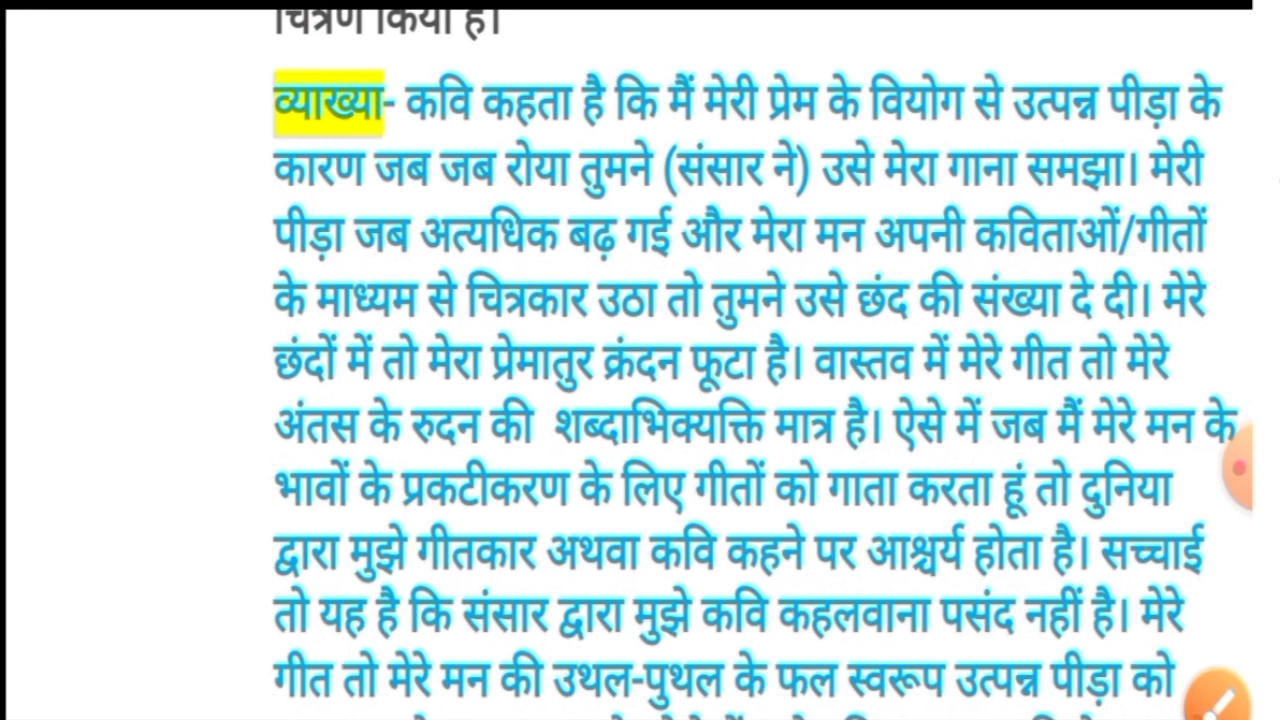 चित्रण किया है।
व्याख्या- कवि कहता है कि मैं मेरी प्रेम के वियोग से उत्पन्न पीड़ा के
कारण जब जब रोया तुमने (संसार ने) उसे मेरा गाना समझा। मेरी
पीड़ा जब अत्यधिक बढ़ गई और मेरा मन अपनी कविताओं/गीतों
के माध्यम से चित्रकार उठा तो तुमने उसे छंद की संख्या दे दी। मेरे
छंदों में तो मेरा प्रेमातुर क्रंदन फूटा है। वास्तव में मेरे गीत तो मेरे
अंतस के रुदन की शब्दाभिक्यक्ति मात्र है। ऐसे में जब मैं मेरे मन के
भावों के प्रकटीकरण के लिए गीतों को गाता करता हूं तो दुनिया
द्वारा मुझे गीतकार अथवा कवि कहने पर आश्चर्य होता है। सच्चाई
तो यह है कि संसार द्वारा मुझे कवि कहलवाना पसंद नहीं है। मेरे
गीत तो मेरे मन की उथल-पुथल के फल स्वरूप उत्पन्न पीड़ा को